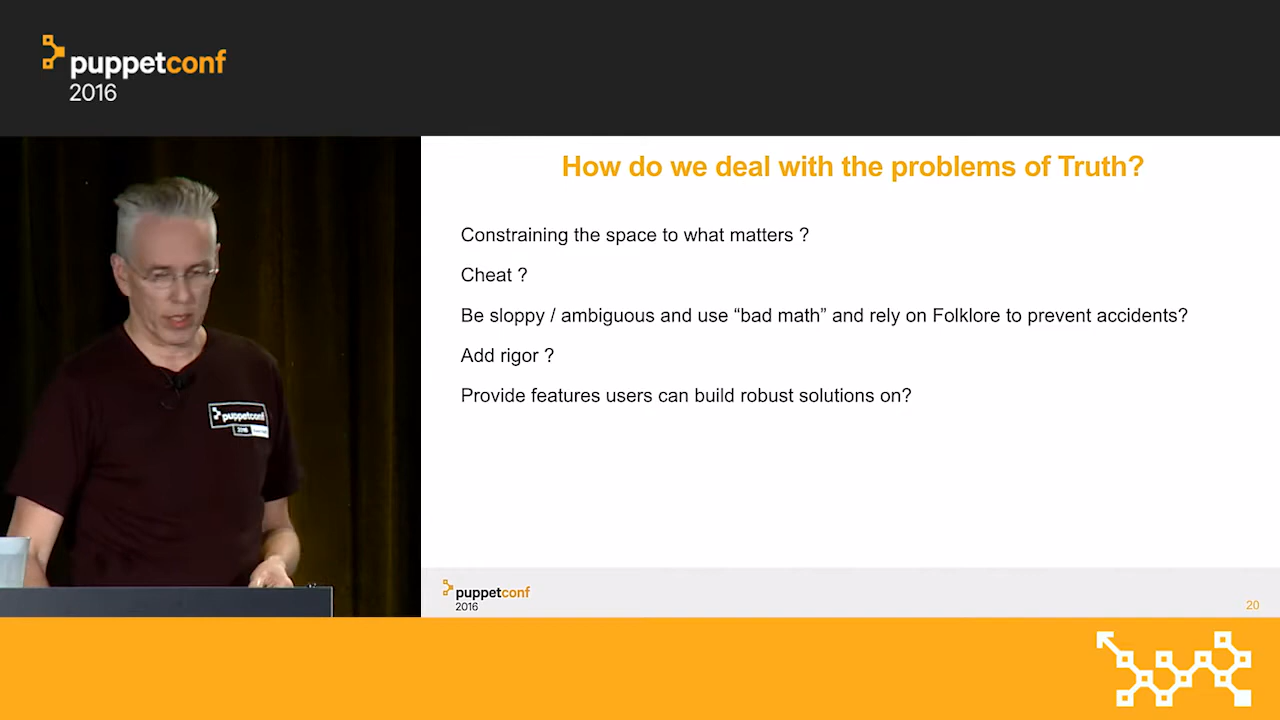 puppetconf
2016
How do we deal with the problems of Truth?
Constraining the space to what matters ?
Cheat ?
Be sloppy / ambiguous and use “bad math” and rely on Folklore to prevent accidents?
Add rigor ?
Provide features users can build robust solutions on?
puppetconf
2016
puppetconf
2016
20